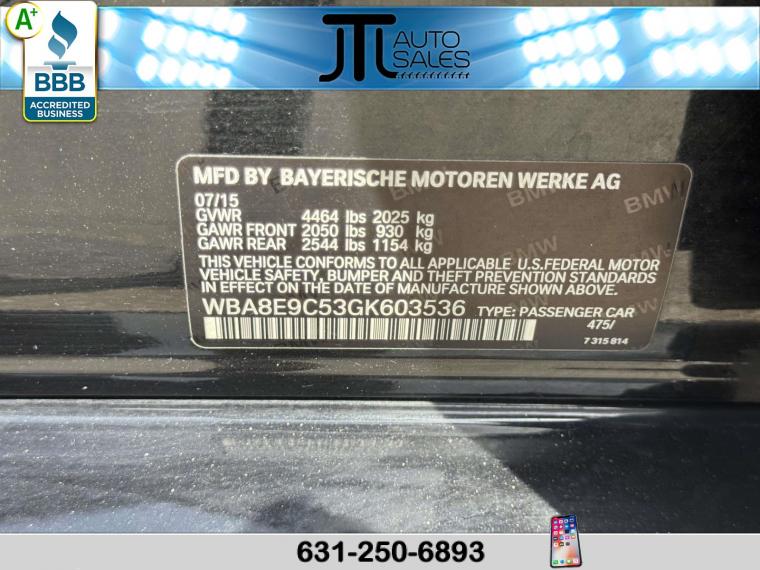 A+
BBB
ACCREDITED
BUSINESS
JTL AUTO
SALES
MFD BY BAYERISCHE MOTOREN WERKE AG
07/15
GVWR 4464 lbs 2025 kg
GAWR FRONT 2050 lbs 930 kg
GAWR REAR 2544 lbs 1154 kg
THIS VEHICLE CONFORMS TO ALL APPLICABLE U.S.FEDERAL MOTOR
VEHICLE SAFETY, BUMPER AND THEFT PREVENTION STANDARDS
IN EFFECT ON THE DATE OF MANUFACTURE SHOWN ABOVE.
WBA8E9C53GK603536 TYPE: PASSENGER CAR
475/
7 315 814
BMW
BMW
BMW
631-250-6893